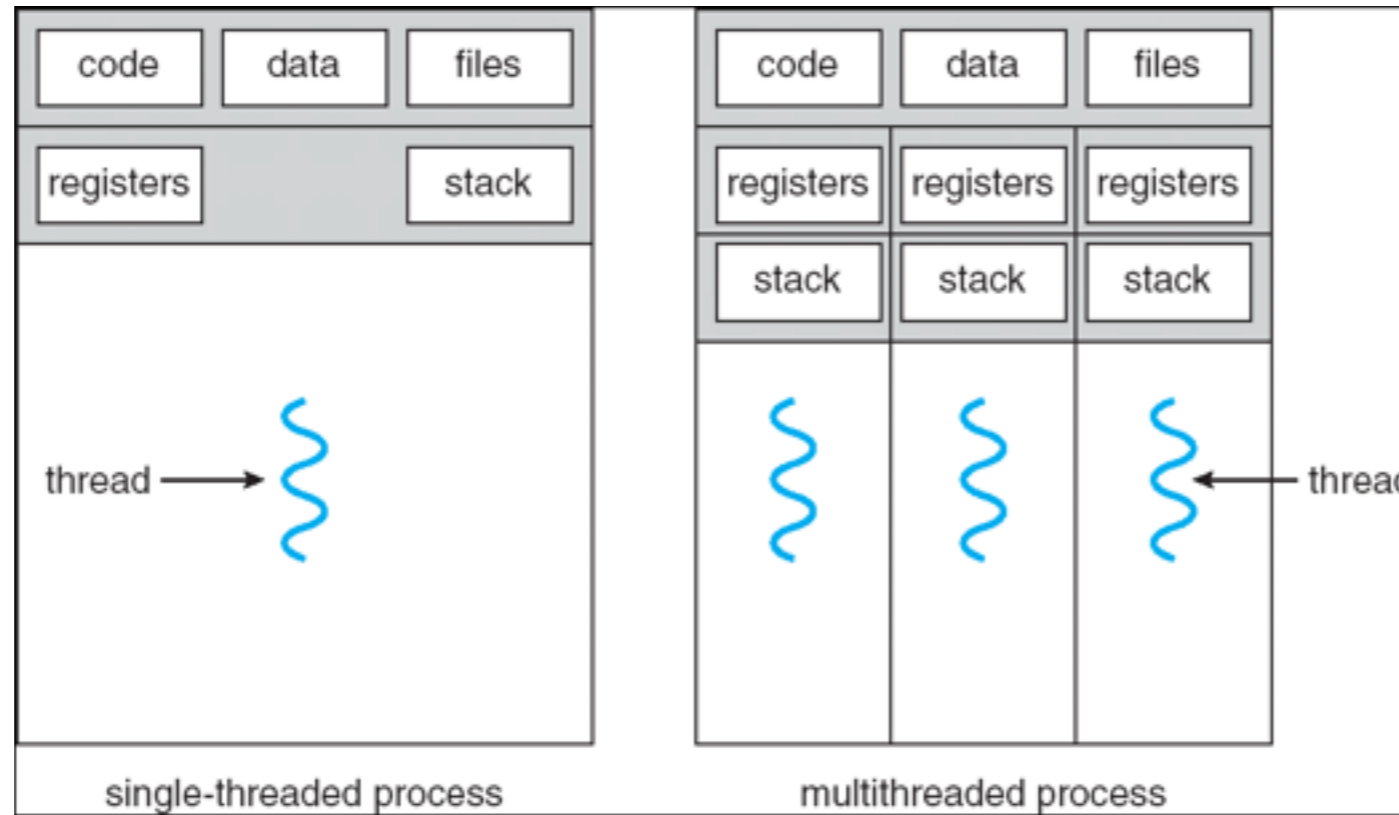 code data files code data files
registers stack registers registers registers
stack stack stack
thread thread
single-threaded process multithreaded process